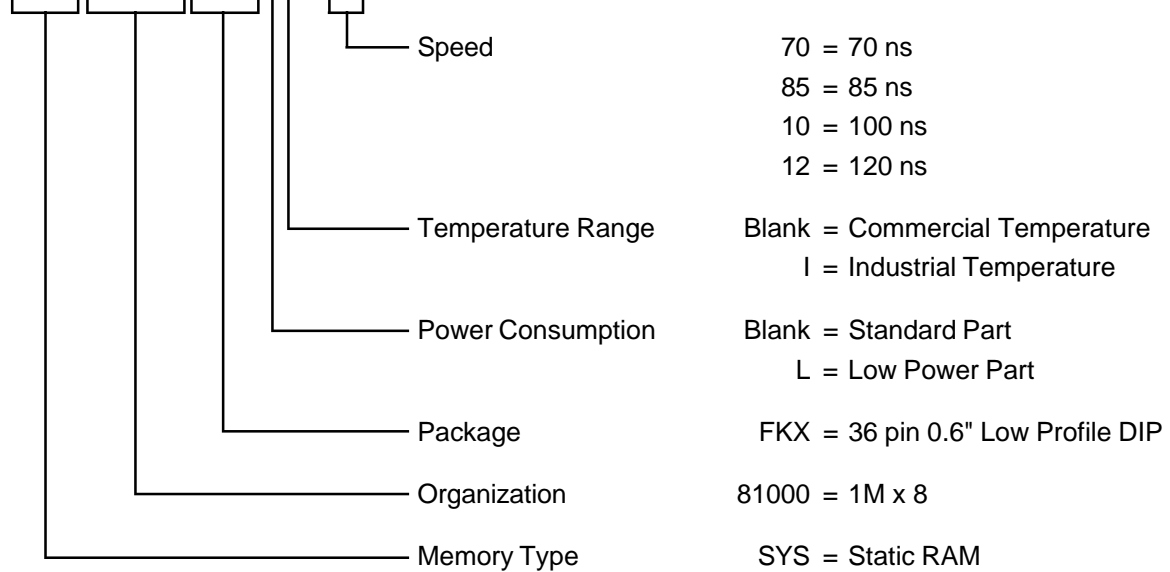 Speed 70 = 70 ns
85 = 85 ns
10 = 100 ns
12 = 120 ns
Temperature Range Blank = Commercial Temperature
I = Industrial Temperature
Power Consumption Blank = Standard Part
L = Low Power Part
Package FKX = 36 pin 0.6" Low Profile DIP
Organization 81000 = 1M x 8
Memory Type SYS = Static RAM